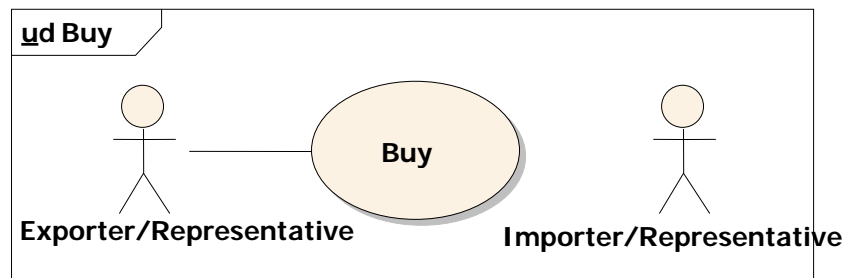 ud Buy
Buy
Exporter/Representative
Importer/Representative